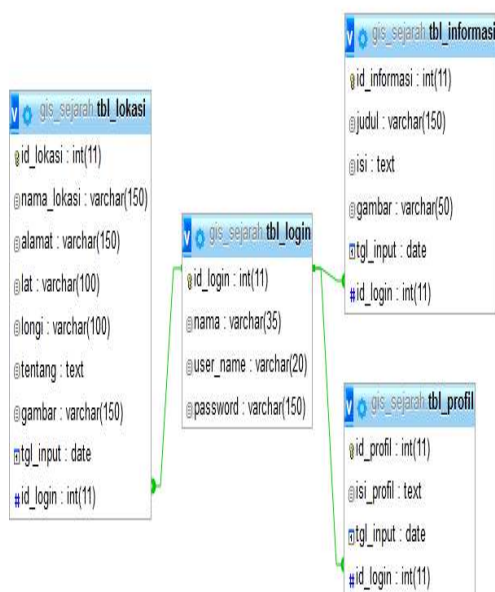 gis_sejarah tbl_lokasi
id_lokasi : int(11)
nama_lokasi : varchar(150)
alamat : varchar(150)
lat : varchar(100)
longi : varchar(100)
tentang : text
gambar : varchar(150)
tgl_input : date
#id_login : int(11)
gis_sejarah tbl_login
id_login : int(11)
nama : varchar(35)
user_name : varchar(20)
password : varchar(150)
gis_sejarah tbl_informasi
id_informasi : int(11)
judul : varchar(150)
isi : text
gambar : varchar(50)
tgl_input : date
#id_login : int(11)
gis_sejarah tbl_profil
id_profil : int(11)
isi_profil : text
tgl_input : date
#id_login : int(11)